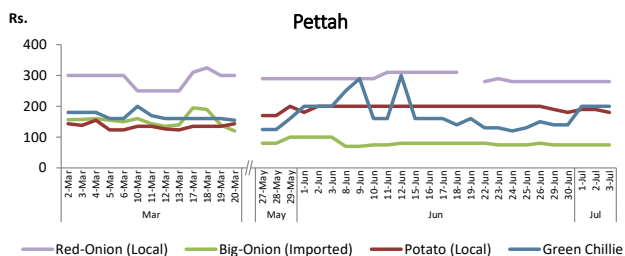 Rs.
Pettah
400
300
200
100
0
2-Mar 3-Mar 4-Mar 5-Mar 6-Mar 10-Mar 11-Mar 12-Mar 13-Mar 17-Mar 18-Mar 19-Mar 20-Mar 27-May 28-May 29-May 1-Jun 2-Jun 3-Jun 8-Jun 9-Jun 10-Jun 11-Jun 12-Jun 15-Jun 16-Jun 17-Jun 18-Jun 19-Jun 22-Jun 23-Jun 24-Jun 25-Jun 26-Jun 29-Jun 30-Jun 1-Jul 2-Jul 3-Jul
Mar May Jun Jul
Red-Onion (Local) Big-Onion (Imported) Potato (Local) Green Chillie